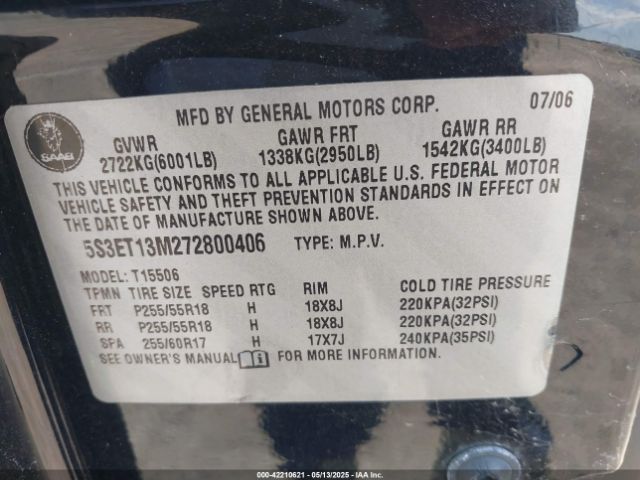 MFD BY GENERAL MOTORS CORP. 07/06
SAAB
GVWR GAWR FRT GAWR RR
2722KG(6001LB) 1338KG(2950LB) 1542KG(3400LB)
THIS VEHICLE CONFORMS TO ALL APPLICABLE U.S. FEDERAL MOTOR
VEHICLE SAFETY AND THEFT PREVENTION STANDARDS IN EFFECT ON
THE DATE OF MANUFACTURE SHOWN ABOVE.
5S3ET13M272800406 TYPE: M.P.V.
MODEL: T15506
TPMN TIRE SIZE SPEED RTG RIM COLD TIRE PRESSURE
FRT P255/55R18 H 18X8J 220KPA(32PSI)
RR P255/55R18 H 18X8J 220KPA(32PSI)
SPA 255/60R17 H 17X7J 240KPA(35PSI)
SEE OWNER'S MANUAL i FOR MORE INFORMATION.
000-42210621 - 05/13/2025 - IAAI.COM